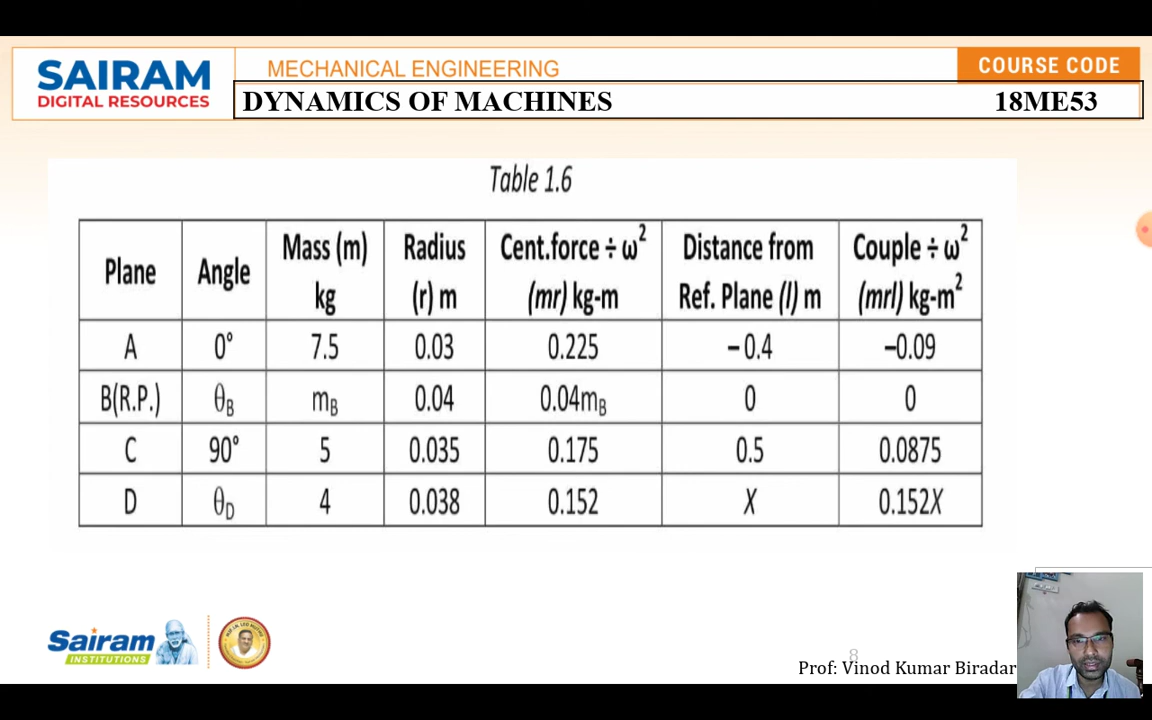 SAIRAM
DIGITAL RESOURCES
MECHANICAL ENGINEERING
COURSE CODE
DYNAMICS OF MACHINES
18ME53
Table 1.6
Plane
Angle
Mass (m) kg
Radius (r) m
Cent.force ÷ ω² (mr) kg-m
Distance from Ref. Plane (l) m
Couple ÷ ω² (mrl) kg-m²
A 0° 7.5 0.03 0.225 – 0.4 –0.09
B(R.P.) θB mB 0.04 0.04mB 0 0
C 90° 5 0.035 0.175 0.5 0.0875
D θD 4 0.038 0.152 X 0.152X
Sairam
INSTITUTIONS
8
Prof: Vinod Kumar Biradar